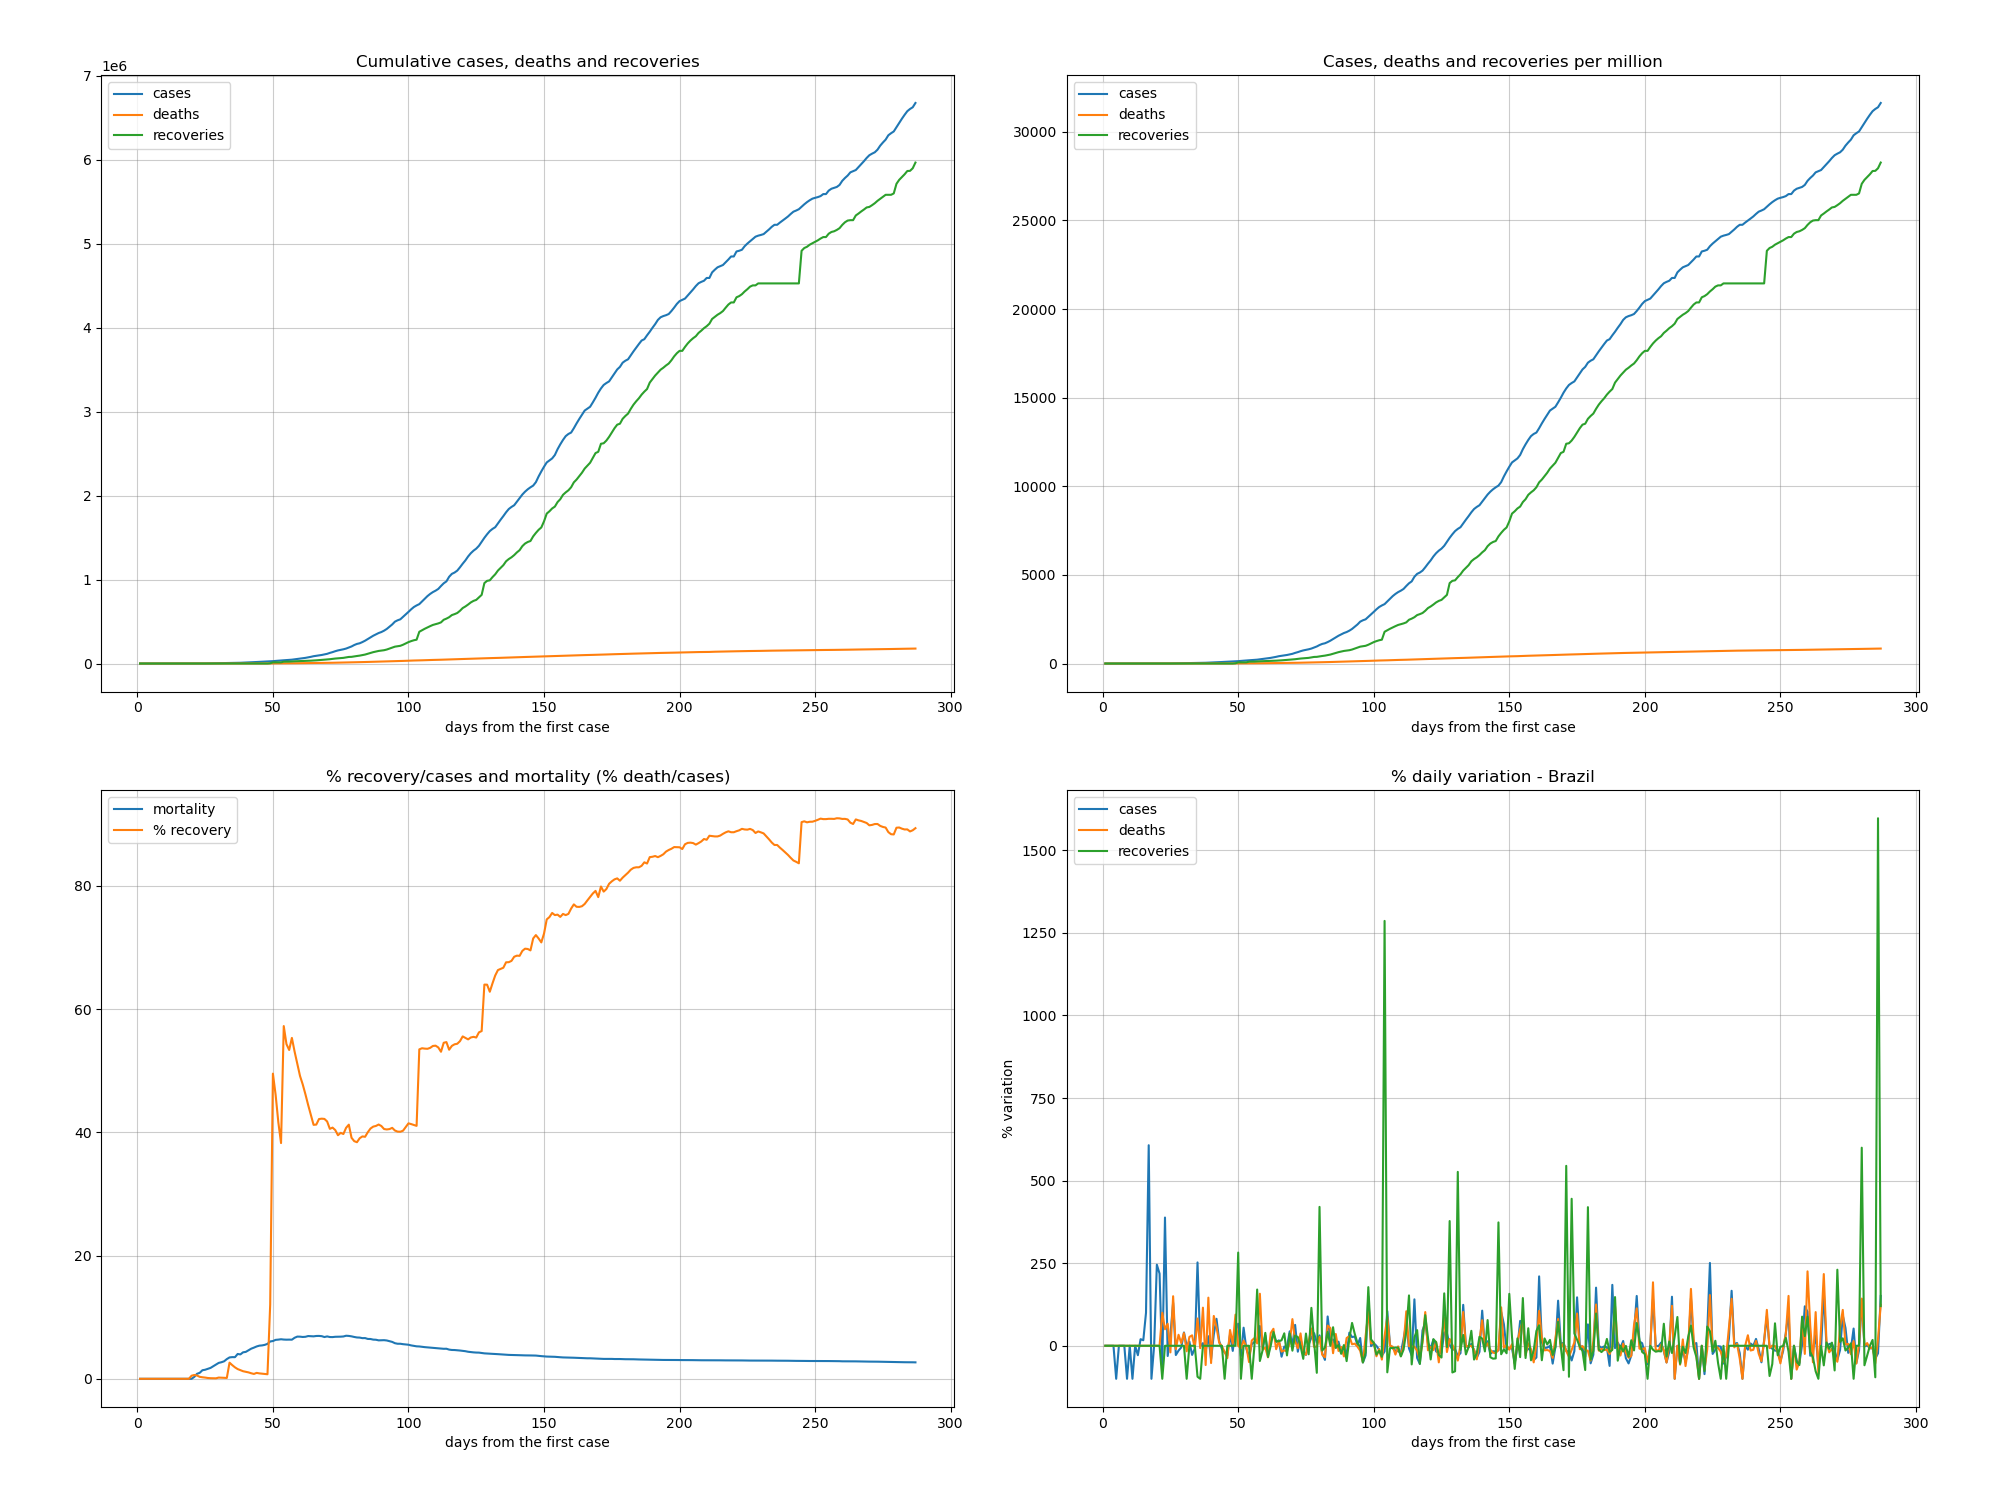 Cumulative cases, deaths and recoveries
1e6
cases
deaths
recoveries
7
6
5
4
3
2
1
0
0 50 100 150 200 250 300
days from the first case
Cases, deaths and recoveries per million
cases
deaths
recoveries
30000
25000
20000
15000
10000
5000
0
0 50 100 150 200 250 300
days from the first case
% recovery/cases and mortality (% death/cases)
mortality
% recovery
80
60
40
20
0
0 50 100 150 200 250 300
days from the first case
% daily variation - Brazil
cases
deaths
recoveries
% variation
1500
1250
1000
750
500
250
0
0 50 100 150 200 250 300
days from the first case